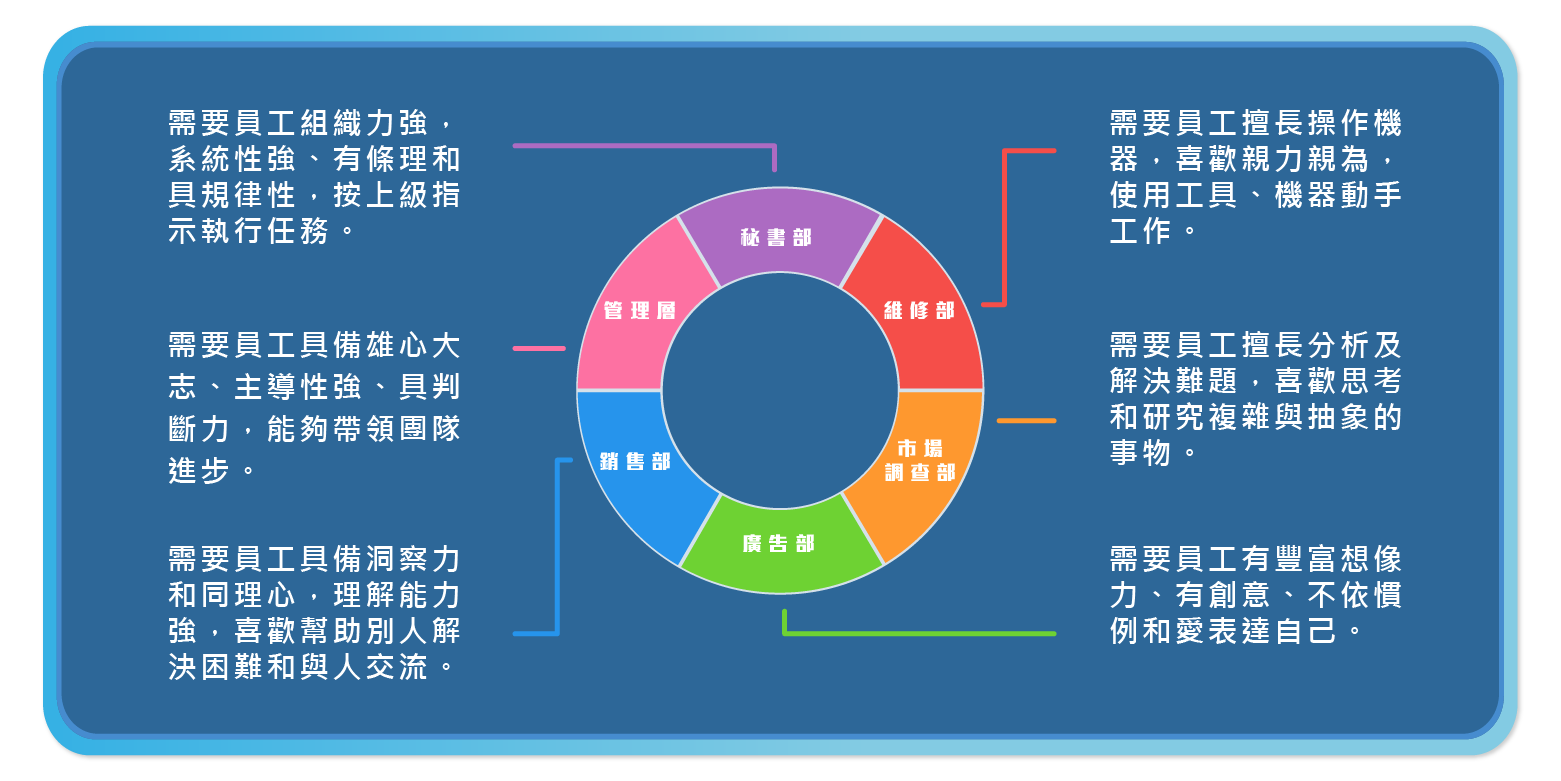 需要員工組織力強，
系統性強、有條理和
具規律性，按上級指
示執行任務。
需要員工具備雄心大
志、主導性強、具判
斷力，能夠帶領團隊
進步。
需要員工具備洞察力
和同理心，理解能力
強，喜歡幫助別人解
決困難和與人交流。
秘書部
管理層
維修部
銷售部
市場
調查部
廣告部
需要員工擅長操作機
器，喜歡親力親為，
使用工具、機器動手
工作。
需要員工擅長分析及
解決難題，喜歡思考
和研究複雜與抽象的
事物。
需要員工有豐富想像
力、有創意、不依慣
例和愛表達自己。